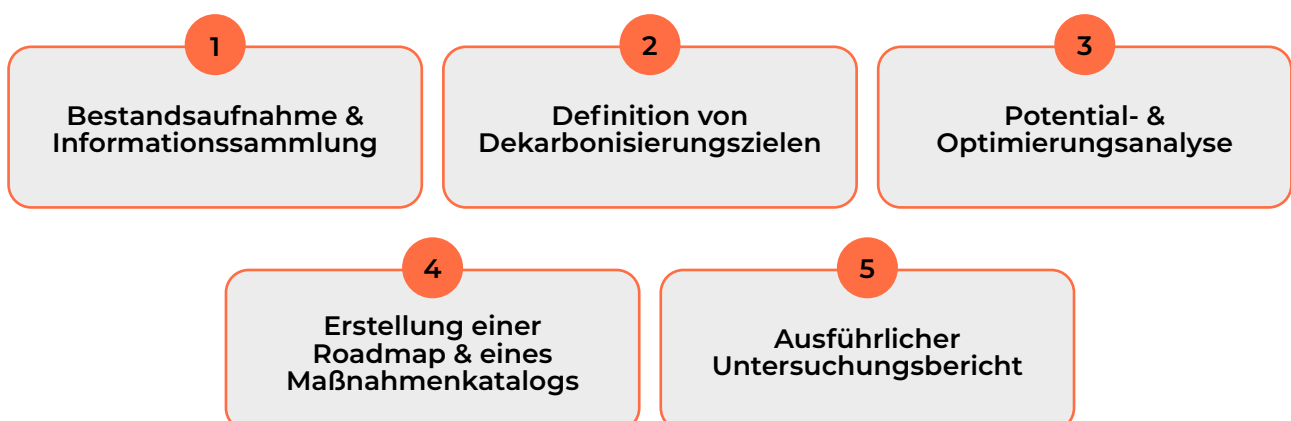 1
Bestandsaufnahme &
Informationssammlung
2
Definition von
Dekarbonisierungszielen
3
Potential- &
Optimierungsanalyse
4
Erstellung einer
Roadmap & eines
Maßnahmenkatalogs
5
Ausführlicher
Untersuchungsbericht